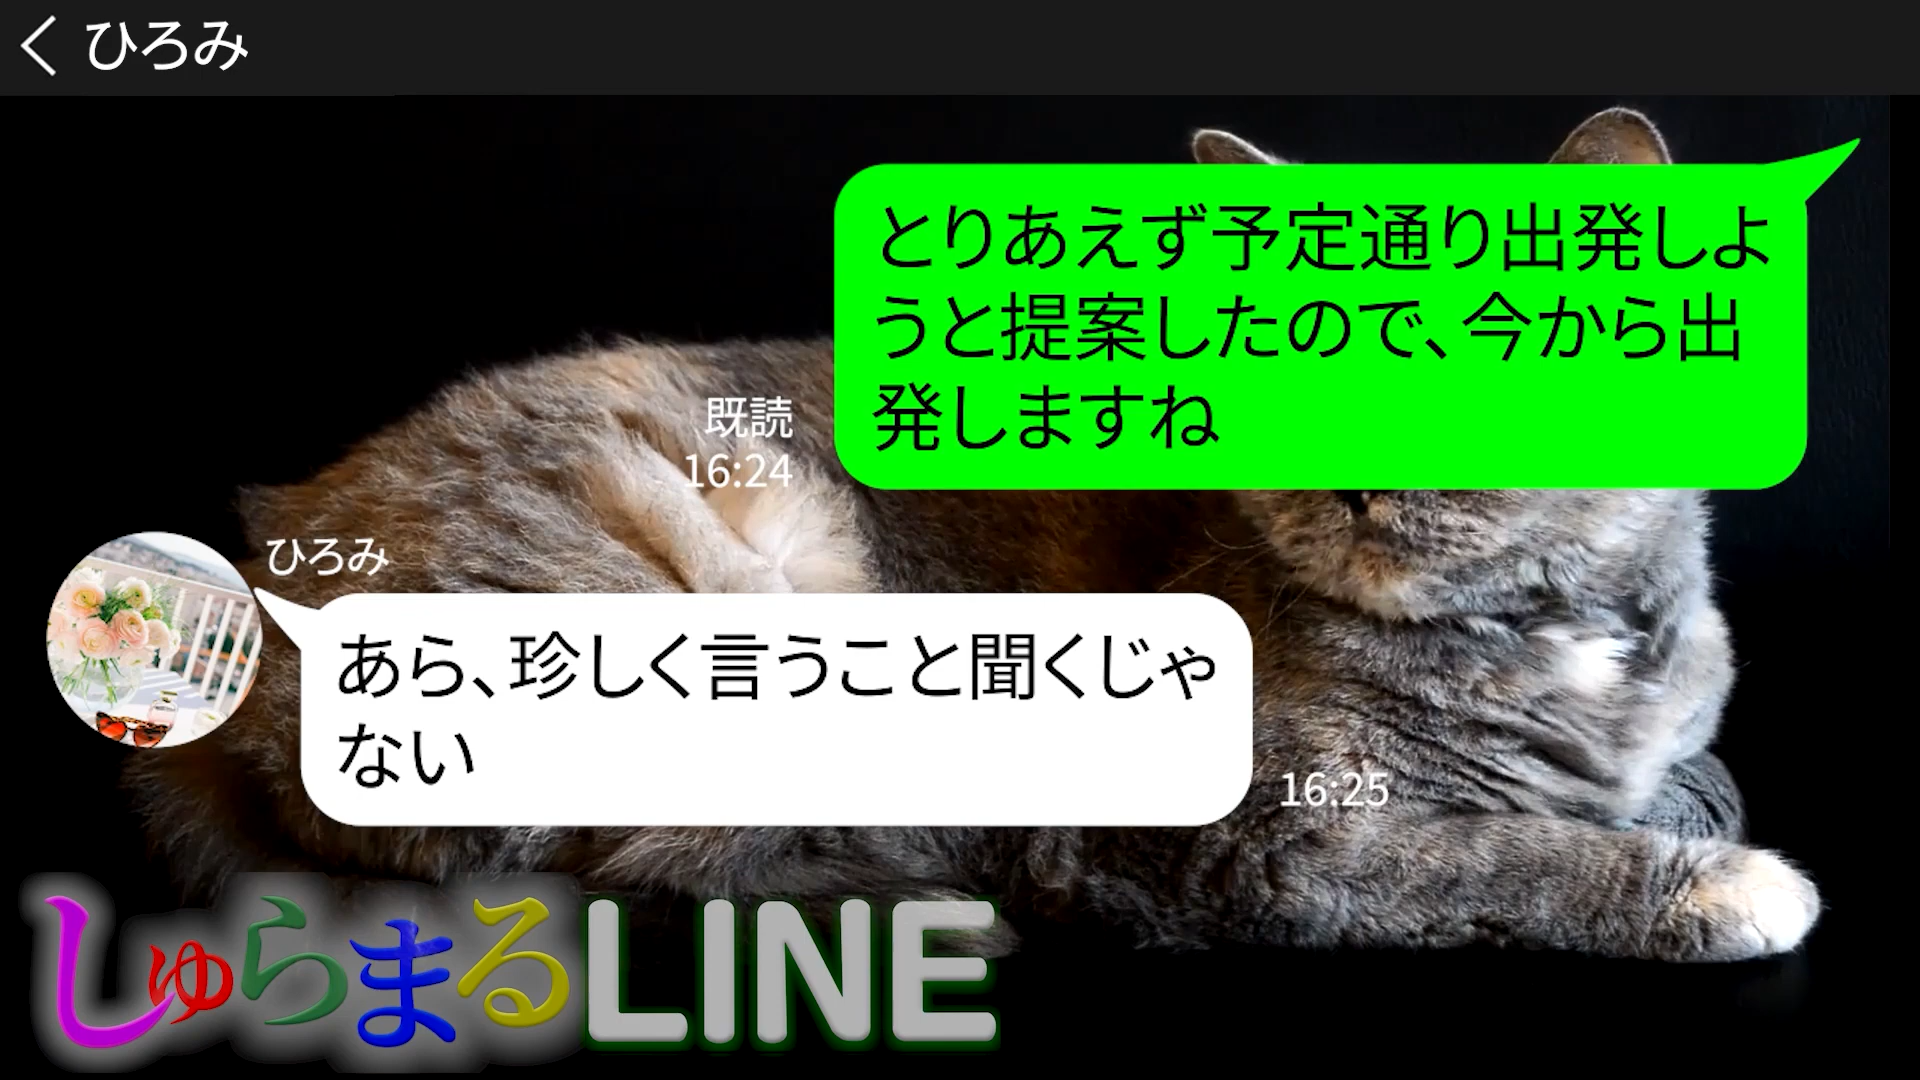 ひろみ
とりあえず予定通り出発しよ
うと提案したので、今から出
発しますね
既読
16:24
ひろみ
あら、珍しく言うこと聞くじゃ
ない
16:25
しゅらまるLINE